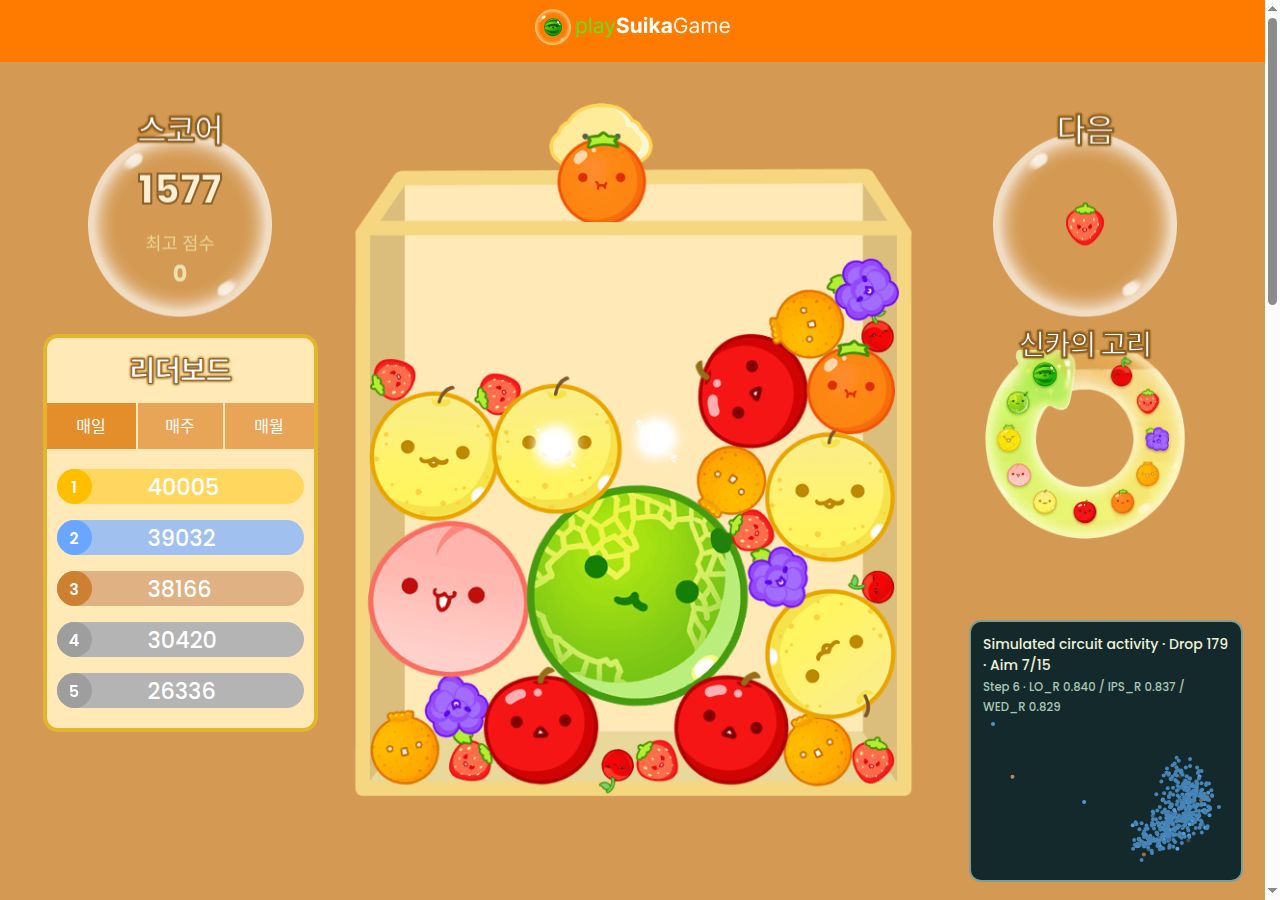 playSuikaGame
스코어
1577
최고 점수
0
리더보드
매일 매주 매월
1 40005
2 39032
3 38166
4 30420
5 26336
다음
신카의 고리
Simulated circuit activity · Drop 179
· Aim 7/15
Step 6 · LO_R 0.840 / IPS_R 0.837 /
WED_R 0.829